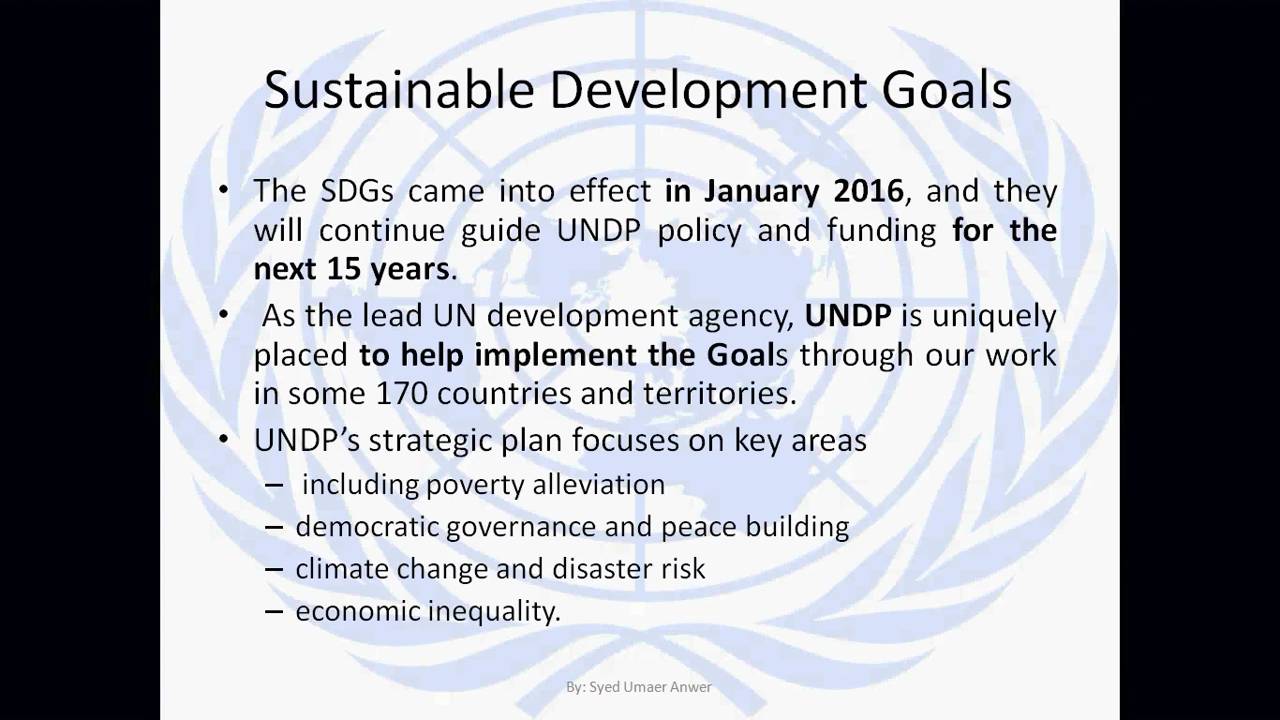 Sustainable Development Goals
• The SDGs came into effect in January 2016, and they
will continue guide UNDP policy and funding for the
next 15 years.
• As the lead UN development agency, UNDP is uniquely
placed to help implement the Goals through our work
in some 170 countries and territories.
• UNDP’s strategic plan focuses on key areas
– including poverty alleviation
– democratic governance and peace building
– climate change and disaster risk
– economic inequality.
By: Syed Umaer Anwer